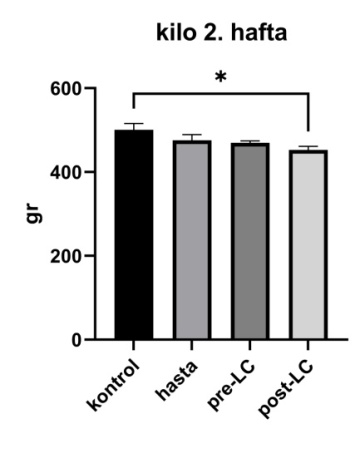 kilo 2. hafta
*
600
400
200
0
gr
kontrol
hasta
pre-LC
post-LC